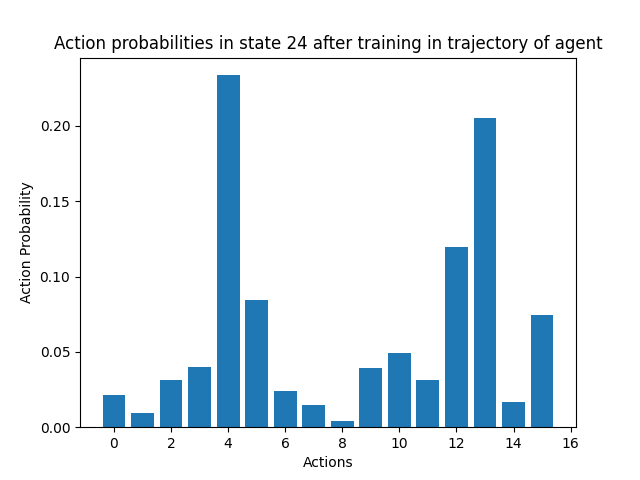 Action probabilities in state 24 after training in trajectory of agent
0.20
0.15
0.10
0.05
0.00
Action Probability
0 2 4 6 8 10 12 14 16
Actions